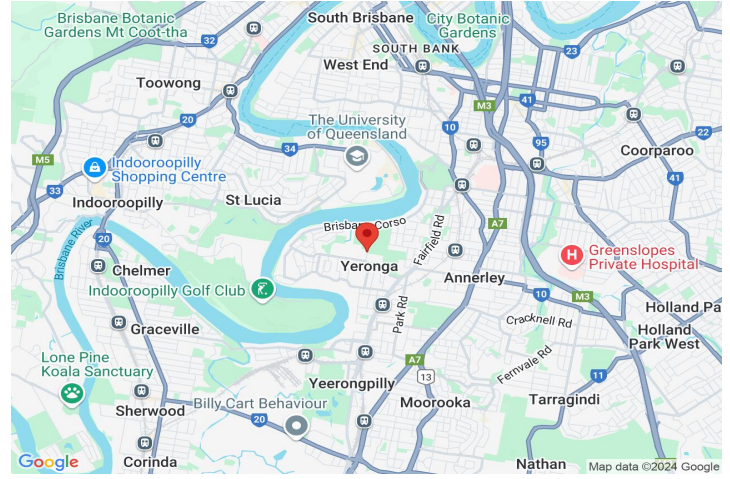 Brisbane Botanic
Gardens Mt Coot-tha
South Brisbane
City Botanic
Gardens
32
SOUTH BANK
23
West End
Toowong
M3
41
The University
of Queensland
20
10
22
34
95
Coorparoo
M5
Indooroopilly
Shopping Centre
41
33
Indooroopilly
St Lucia
Brisbane Corso
A7
Brisbane River
20
Fairfield Rd
H
Greenslopes
Private Hospital
Chelmer
Yeronga
Annerley
Indooroopilly Golf Club
10
M3
Holland Pa
Graceville
Park Rd
Cracknell Rd
Holland
Park West
Lone Pine
Koala Sanctuary
A7
Fernvale Rd
Yeerongpilly
13
11
Sherwood
Billy Cart Behaviour
Moorooka
Tarragindi
20
Corinda
Nathan
Google
Map data ©2024 Google